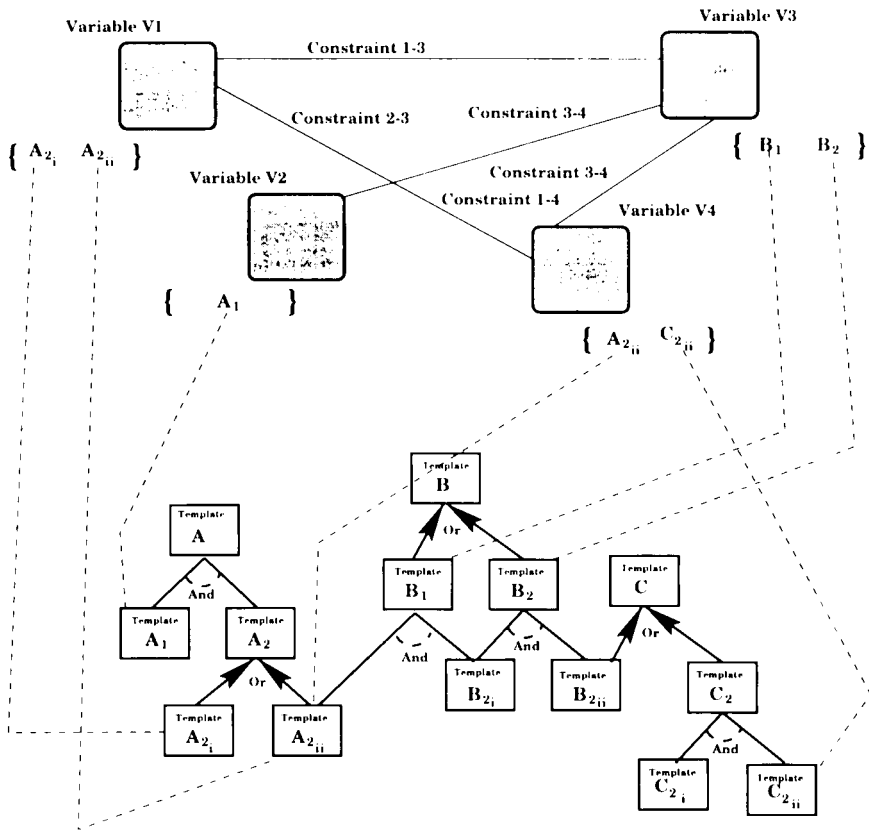 Variable V1
Variable V3
Constraint 1-3
Constraint 2-3
Constraint 3-4
{ A2i A2ii }
{ B1 B2 }
Variable V2
Constraint 3-4
Constraint 1-4
Variable V4
{ A1 }
{ A2ii C2ii }
Template
B
Template
A
Or
Template
B1
Template
B2
Template
C
And
Template
A1
Template
A2
And
And
Or
Or
Template
B2i
Template
B2ii
Template
C2
Template
A2i
Template
A2ii
And
Template
C2i
Template
C2ii